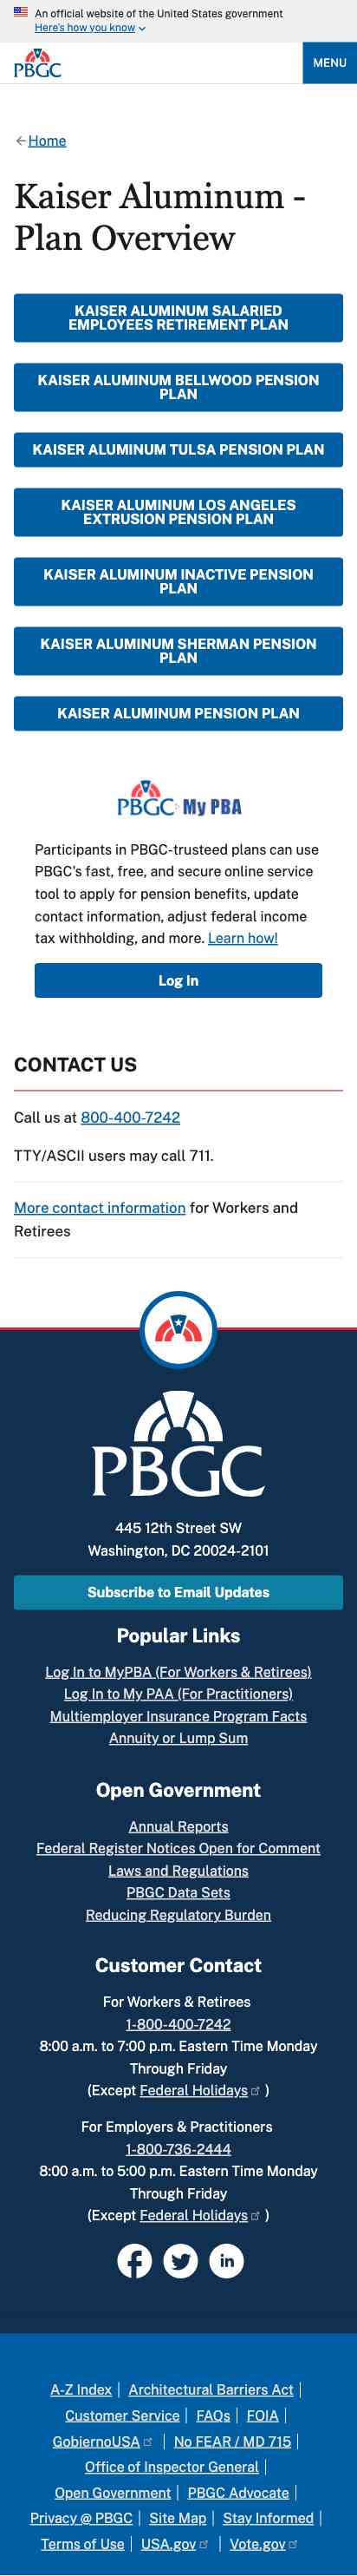 An official website of the United States government
Here's how you know
PBGC
MENU
Home
Kaiser Aluminum -
Plan Overview
KAISER ALUMINUM SALARIED
EMPLOYEES RETIREMENT PLAN
KAISER ALUMINUM BELLWOOD PENSION
PLAN
KAISER ALUMINUM TULSA PENSION PLAN
KAISER ALUMINUM LOS ANGELES
EXTRUSION PENSION PLAN
KAISER ALUMINUM INACTIVE PENSION
PLAN
KAISER ALUMINUM SHERMAN PENSION
PLAN
KAISER ALUMINUM PENSION PLAN
PBGC My PBA
Participants in PBGC-trusteed plans can use
PBGC's fast, free, and secure online service
tool to apply for pension benefits, update
contact information, adjust federal income
tax withholding, and more. Learn how!
Log In
CONTACT US
Call us at 800-400-7242
TTY/ASCII users may call 711.
More contact information for Workers and
Retirees
PBGC
445 12th Street SW
Washington, DC 20024-2101
Subscribe to Email Updates
Popular Links
Log In to MyPBA (For Workers & Retirees)
Log In to My PAA (For Practitioners)
Multiemployer Insurance Program Facts
Annuity or Lump Sum
Open Government
Annual Reports
Federal Register Notices Open for Comment
Laws and Regulations
PBGC Data Sets
Reducing Regulatory Burden
Customer Contact
For Workers & Retirees
1-800-400-7242
8:00 a.m. to 7:00 p.m. Eastern Time Monday
Through Friday
(Except Federal Holidays )
For Employers & Practitioners
1-800-736-2444
8:00 a.m. to 5:00 p.m. Eastern Time Monday
Through Friday
(Except Federal Holidays )
A-Z Index | Architectural Barriers Act |
Customer Service | FAQs | FOIA |
GobiernoUSA | No FEAR / MD 715 |
Office of Inspector General |
Open Government | PBGC Advocate |
Privacy @ PBGC | Site Map | Stay Informed |
Terms of Use | USA.gov | Vote.gov